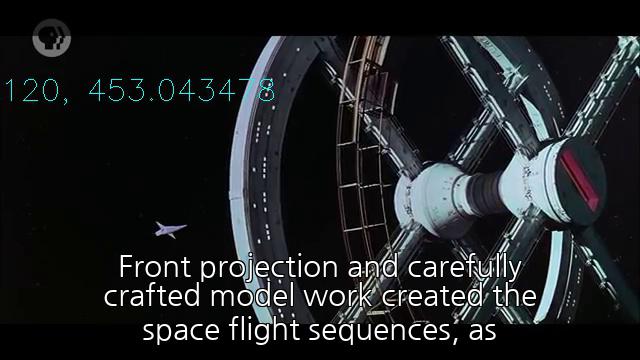 120, 453.043478
Front projection and carefully
crafted model work created the
space flight sequences, as